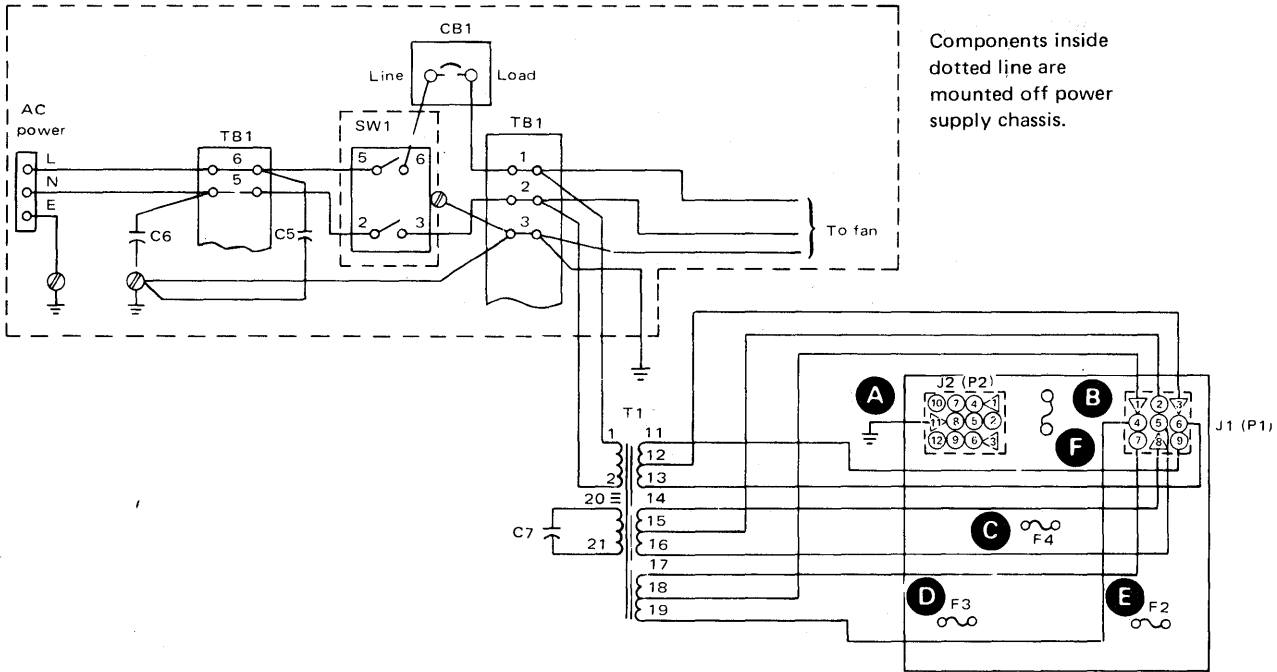 Components inside
dotted line are
mounted off power
supply chassis.
CB1
Line
Load
AC
power
TB1
SW1
TB1
L
N
E
6
5
5
6
2
3
1
2
3
C6
C5
To fan
A
J2 (P2)
B
10 7 4 1
11 8 5 2
12 9 6 3
F
1 2 3
4 5 6
7 8 9
J1 (P1)
T1
1
2
20
21
C7
11
12
13
14
15
16
17
18
19
C
F4
D
F3
E
F2